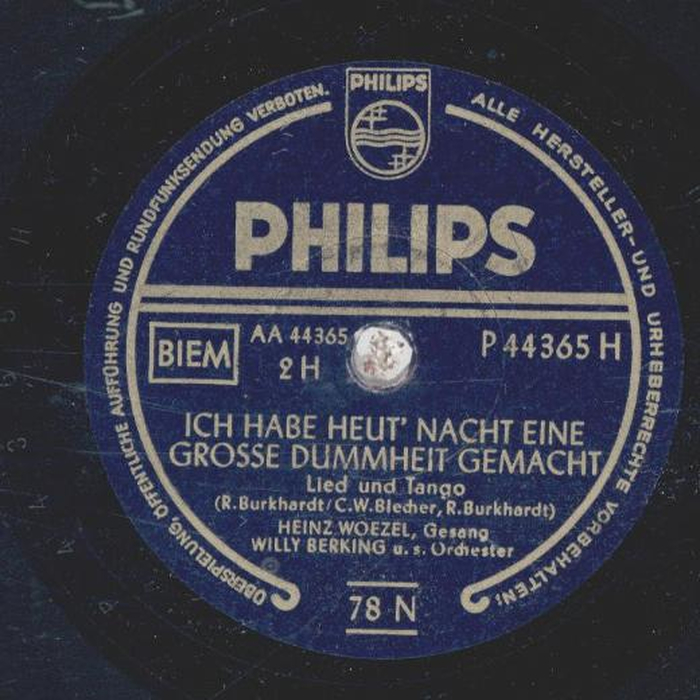 PHILIPS
ALLE HERSTELLER- UND URHEBERRECHTE VORBEHALTEN!
ÜBERSPIELUNG, ÖFFENTLICHE AUFFÜHRUNG UND RUNDFUNKSENDUNG VERBOTEN.
PHILIPS
BIEM
AA 44365
2 H
P 44365 H
ICH HABE HEUT' NACHT EINE
GROSSE DUMMHEIT GEMACHT
Lied und Tango
(R.Burkhardt/C.W.Blecher, R.Burkhardt)
HEINZ WOEZEL, Gesang
WILLY BERKING u. s. Orchester
78 N